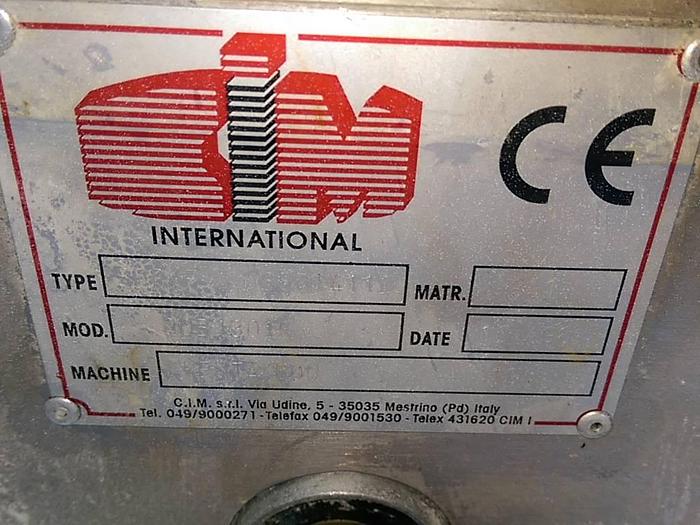 CiM
CE
INTERNATIONAL
TYPE MATR.
MOD. DATE
MACHINE
C.I.M. s.r.l. Via Udine, 5 - 35035 Mestrino (Pd) Italy
Tel. 049/9000271 - Telefax 049/9001530 - Telex 431620 CIM I